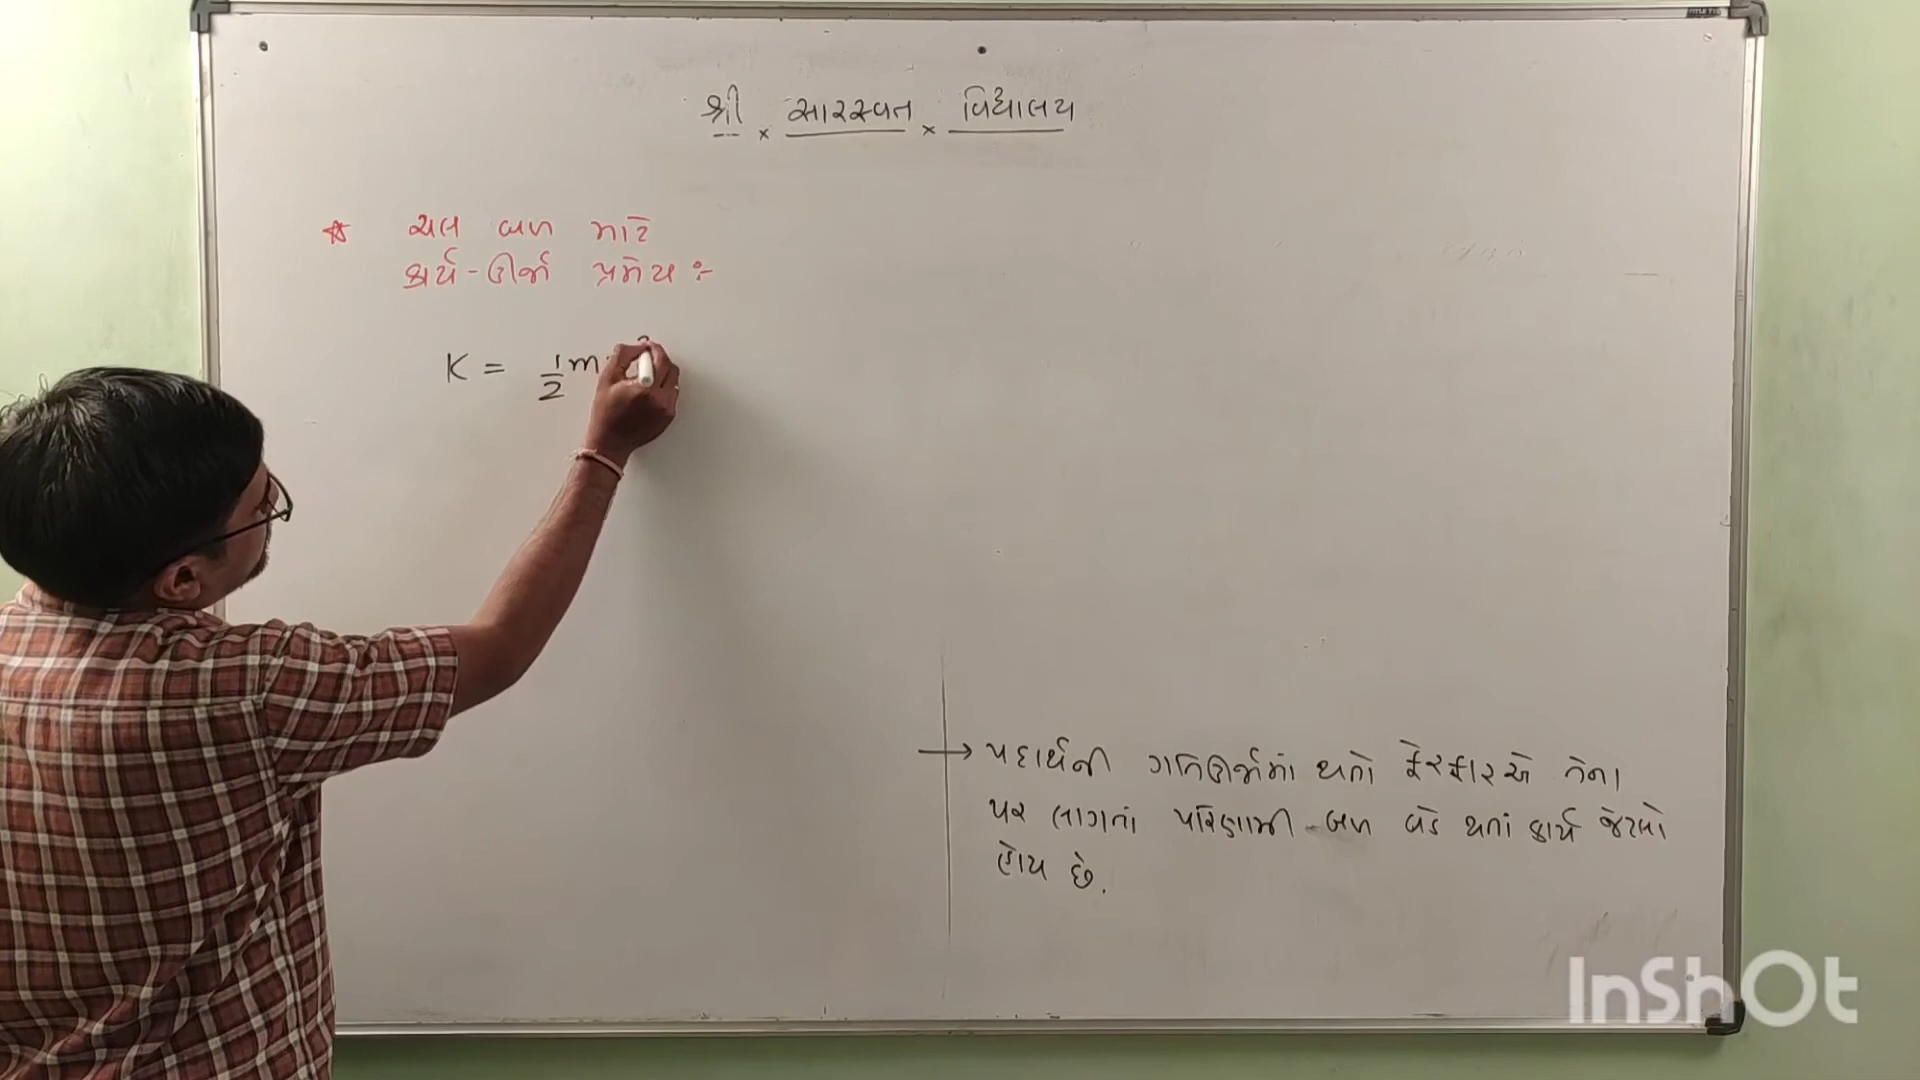 શ્રી × સારસ્વત × વિદ્યાલય
☆ ચલ બળ માટે
કાર્ય-ઊર્જા પ્રમેય :-
K = 1/2 m
→ પદાર્થની ગતિઊર્જામાં થતો ફેરફાર એ તેના
પર લાગતાં પરિણામી બળ વડે થતાં કાર્ય જેટલો
હોય છે.
InShOt